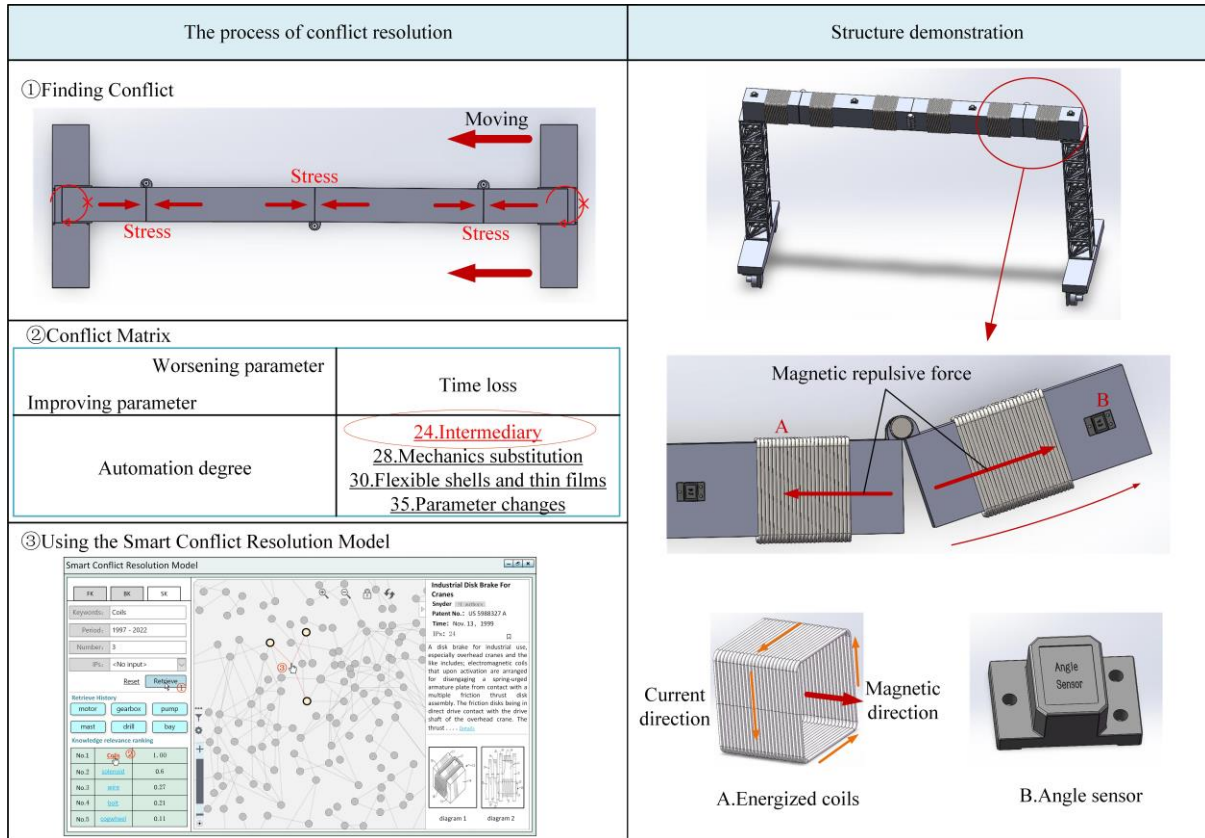 The process of conflict resolution
Structure demonstration
①Finding Conflict
Moving
Stress
Stress
Stress
②Conflict Matrix
Worsening parameter
Improving parameter
Time loss
Automation degree
24.Intermediary
28.Mechanics substitution
30.Flexible shells and thin films
35.Parameter changes
③Using the Smart Conflict Resolution Model
Smart Conflict Resolution Model
FK
BK
SK
Keywords: Coils
Period: 1997 - 2022
Number: 3
IPs: <No input>
Reset
Retrieve
①
Retrieve History
motor gearbox pump
mast drill bay
Knowledge relevance ranking
No.1 Coils 1.00
②
No.2 solenoid 0.6
No.3 wire 0.27
No.4 bolt 0.21
No.5 cogwheel 0.11
③
Industrial Disk Brake For
Cranes
Snyder
Patent No.: US 5988327 A
Time: Nov. 13, 1999
IPs: 24
A disk brake for industrial use,
especially overhead cranes and the
like includes; electromagnetic coils
that upon activation are arranged
for disengaging a spring-urged
armature plate from contact with a
multiple friction thrust disk
assembly. The friction disks being in
direct drive contact with the drive
shaft of the overhead crane. The
thrust .... Details
diagram 1
diagram 2
Magnetic repulsive force
A
B
Current
direction
Magnetic
direction
Angle
Sensor
A.Energized coils
B.Angle sensor